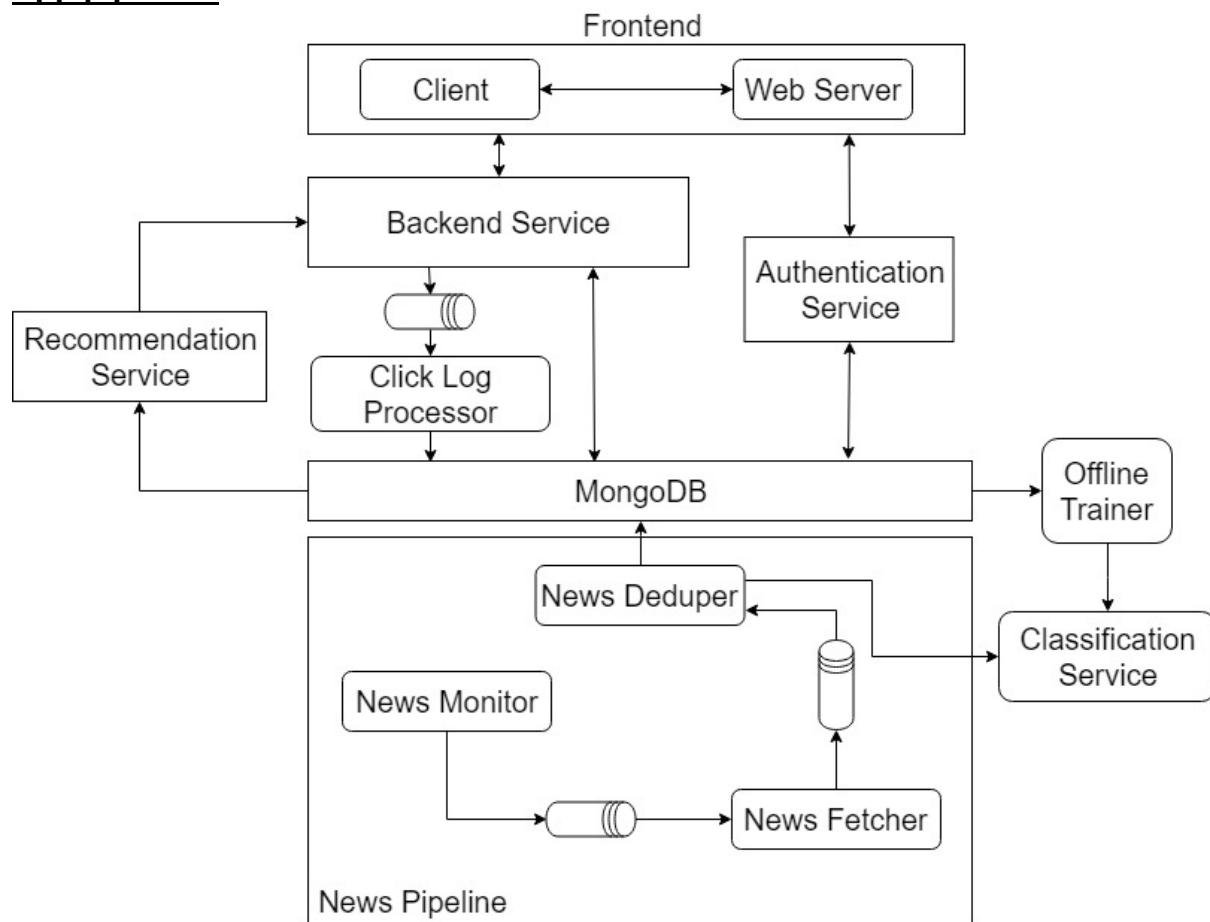 Frontend
Client
Web Server
Backend Service
Authentication
Service
Recommendation
Service
Click Log
Processor
MongoDB
Offline
Trainer
News Deduper
Classification
Service
News Monitor
News Fetcher
News Pipeline